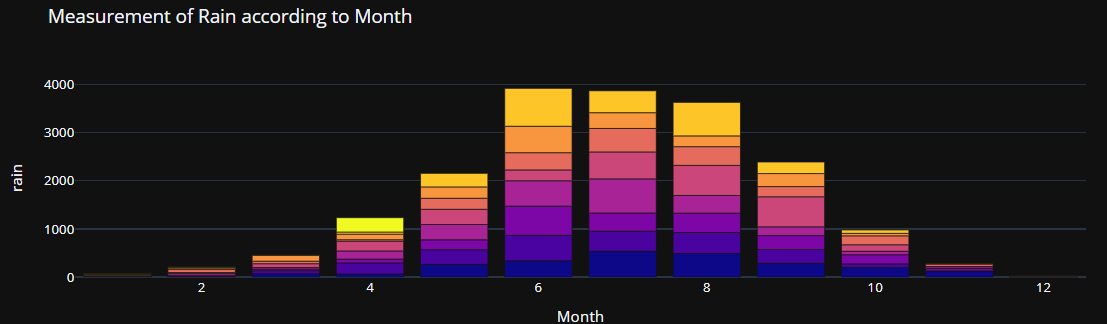 Measurement of Rain according to Month
4000
3000
2000
1000
0
rain
2 4 6 8 10 12
Month